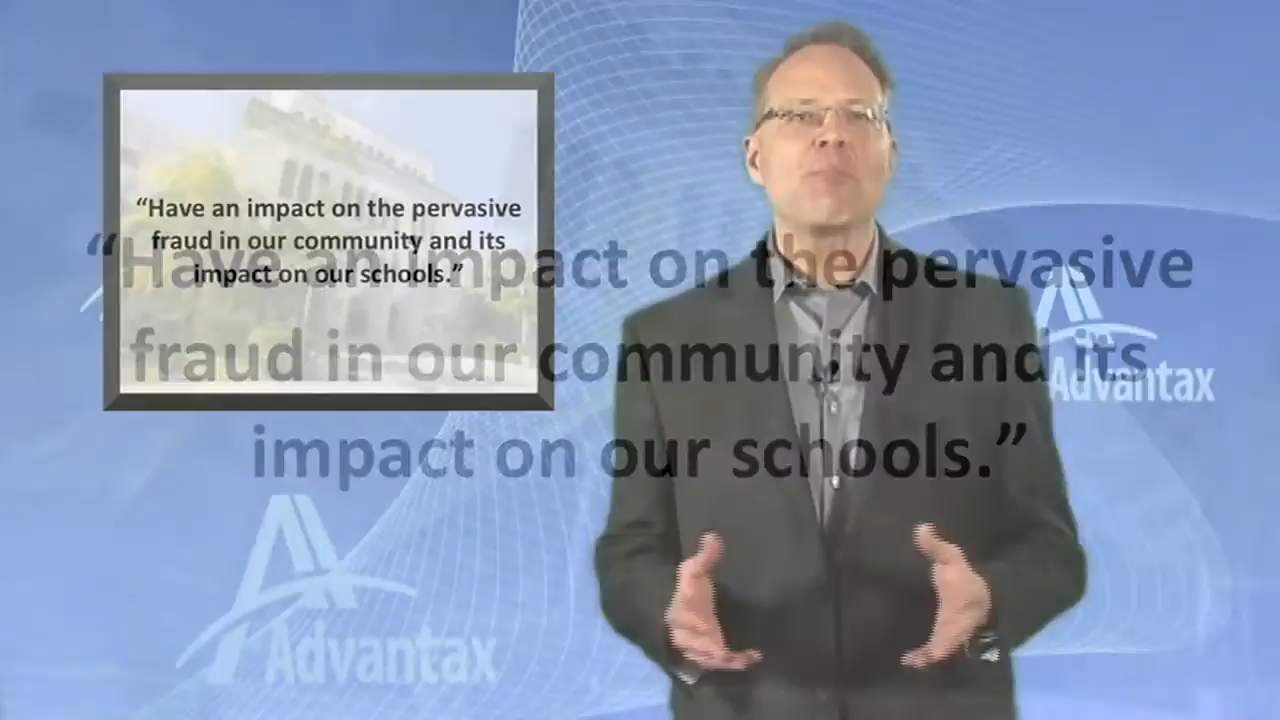 “Have an impact on the pervasive
fraud in our community and its
impact on our schools.”
“Have an impact on the pervasive
fraud in our community and its
impact on our schools.”
Advantax
Advantax